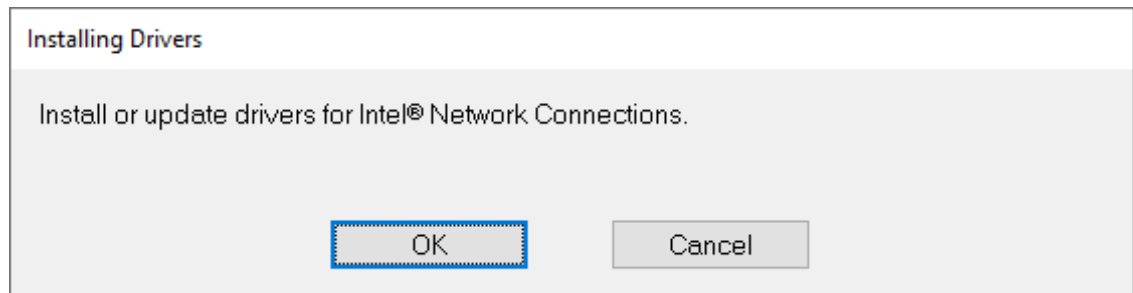 Installing Drivers
Install or update drivers for Intel® Network Connections.
OK Cancel